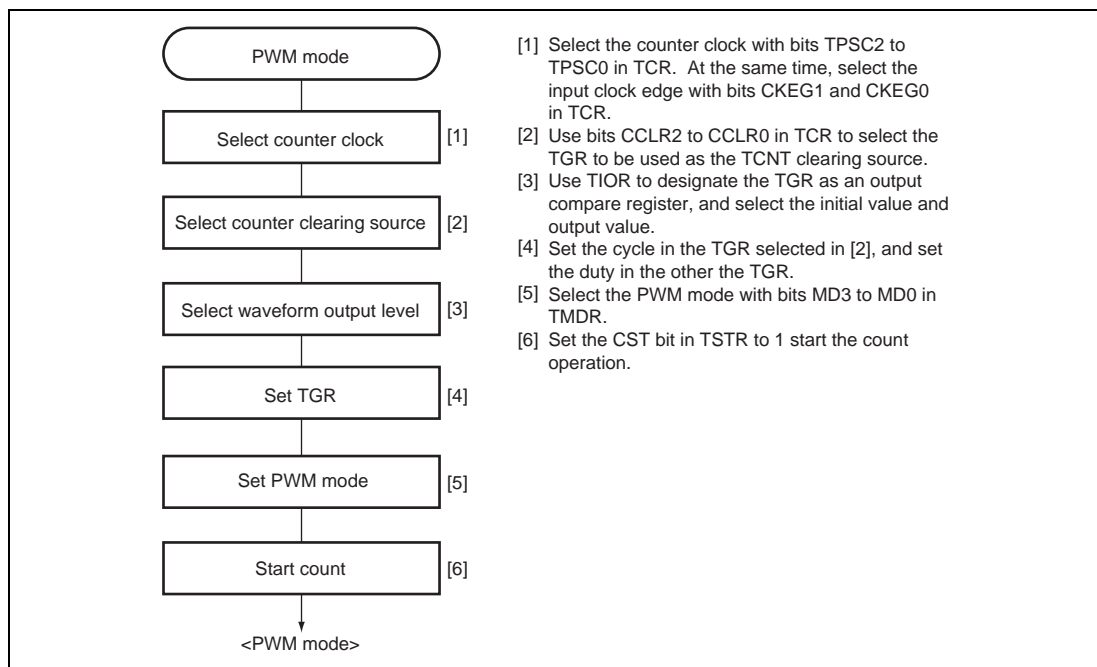 PWM mode
Select counter clock [1]
Select counter clearing source [2]
Select waveform output level [3]
Set TGR [4]
Set PWM mode [5]
Start count [6]
<PWM mode>
[1] Select the counter clock with bits TPSC2 to
TPSC0 in TCR.  At the same time, select the
input clock edge with bits CKEG1 and CKEG0
in TCR.
[2] Use bits CCLR2 to CCLR0 in TCR to select the
TGR to be used as the TCNT clearing source.
[3] Use TIOR to designate the TGR as an output
compare register, and select the initial value and
output value.
[4] Set the cycle in the TGR selected in [2], and set
the duty in the other the TGR.
[5] Select the PWM mode with bits MD3 to MD0 in
TMDR.
[6] Set the CST bit in TSTR to 1 start the count
operation.